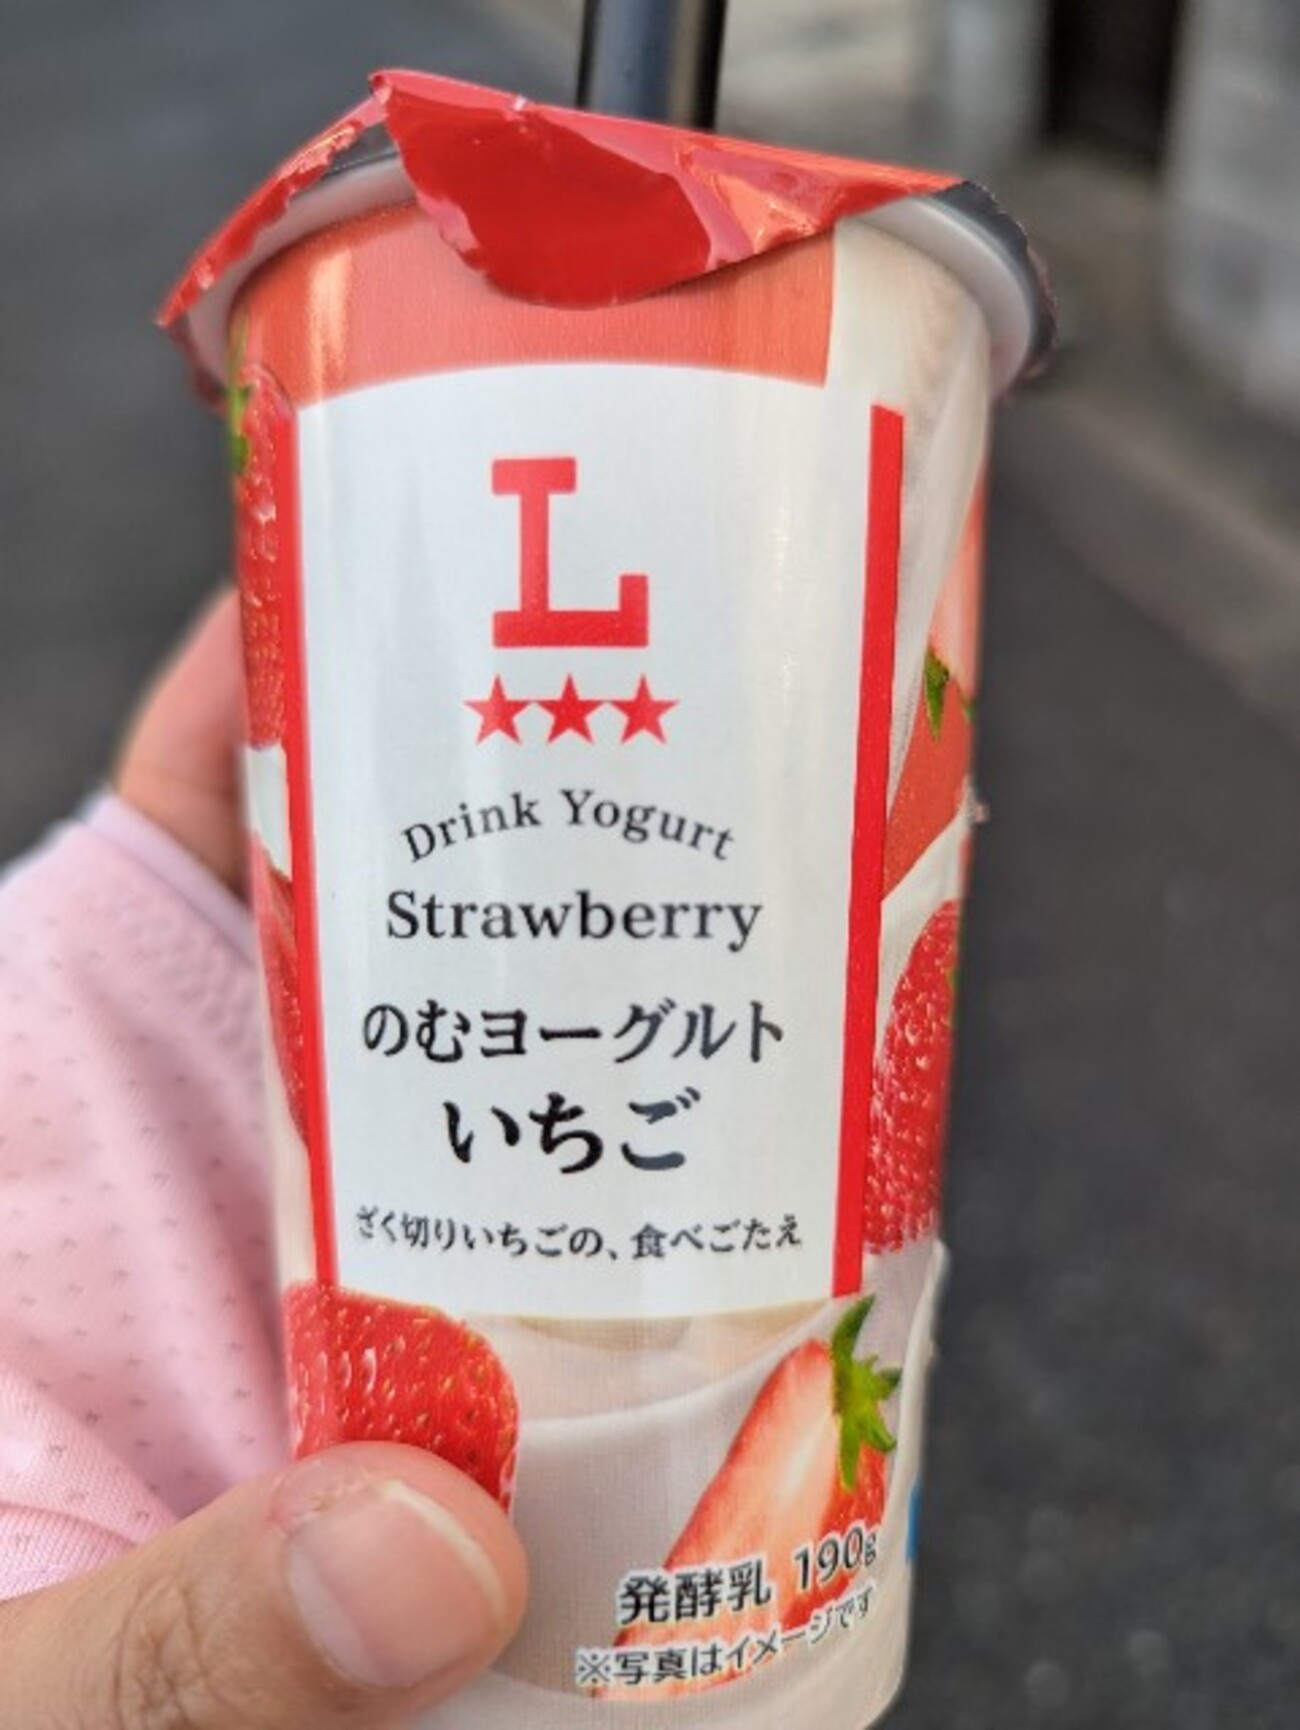 L
★★★
Drink Yogurt
Strawberry
のむヨーグルト
いちご
ざく切りいちごの、食べごたえ
発酵乳 190g
※写真はイメージです